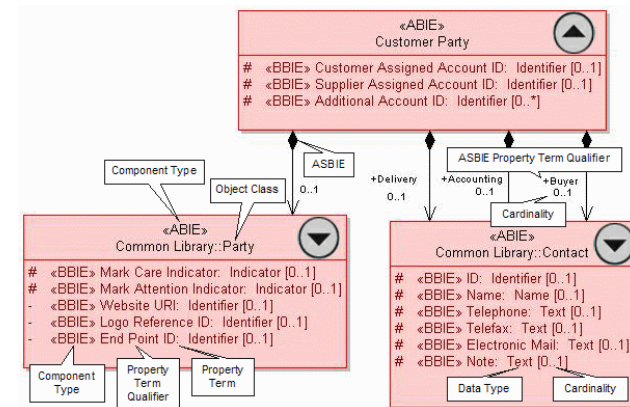 «ABIE»
Customer Party
# «BBIE» Customer Assigned Account ID: Identifier [0..1]
# «BBIE» Supplier Assigned Account ID: Identifier [0..1]
# «BBIE» Additional Account ID: Identifier [0..*]
ASBIE
ASBIE Property Term Qualifier
Component Type
Object Class
0..1
+Delivery
0..1
+Accounting
0..1
+Buyer
0..1
Cardinality
«ABIE»
Common Library::Party
# «BBIE» Mark Care Indicator: Indicator [0..1]
# «BBIE» Mark Attention Indicator: Indicator [0..1]
- «BBIE» Website URI: Identifier [0..1]
- «BBIE» Logo Reference ID: Identifier [0..1]
- «BBIE» End Point ID: Identifier [0..1]
Component
Type
Property
Term
Qualifier
Property
Term
«ABIE»
Common Library::Contact
# «BBIE» ID: Identifier [0..1]
# «BBIE» Name: Name [0..1]
# «BBIE» Telephone: Text [0..1]
# «BBIE» Telefax: Text [0..1]
# «BBIE» Electronic Mail: Text [0..1]
# «BBIE» Note: Text [0..1]
Data Type
Cardinality